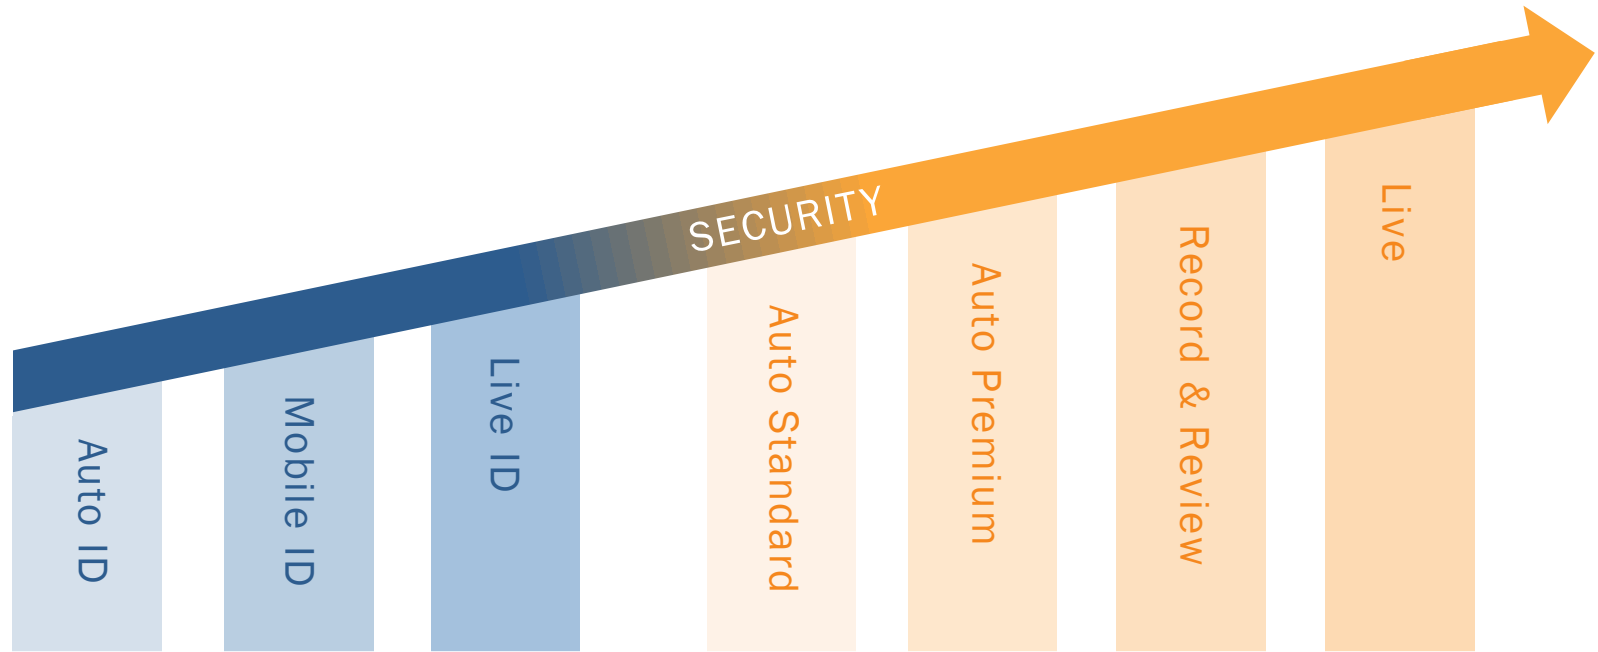 SECURITY
Auto ID
Mobile ID
Live ID
Auto Standard
Auto Premium
Record & Review
Live